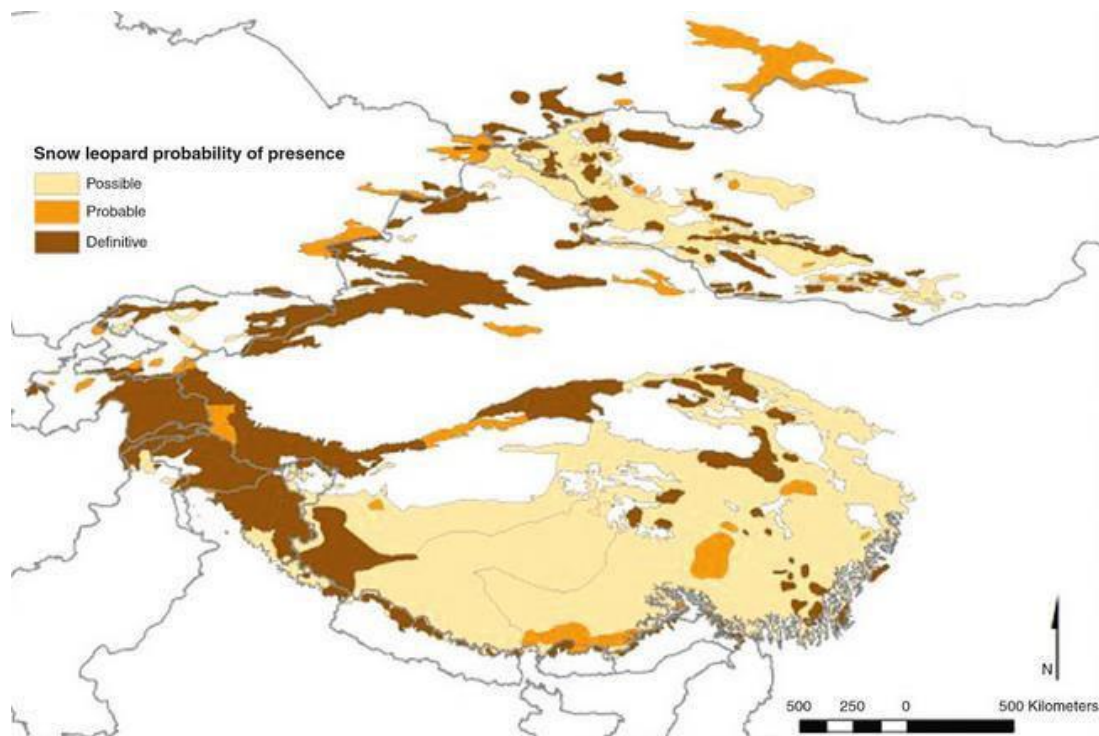 Snow leopard probability of presence
Possible
Probable
Definitive
N
500 250 0 500 Kilometers